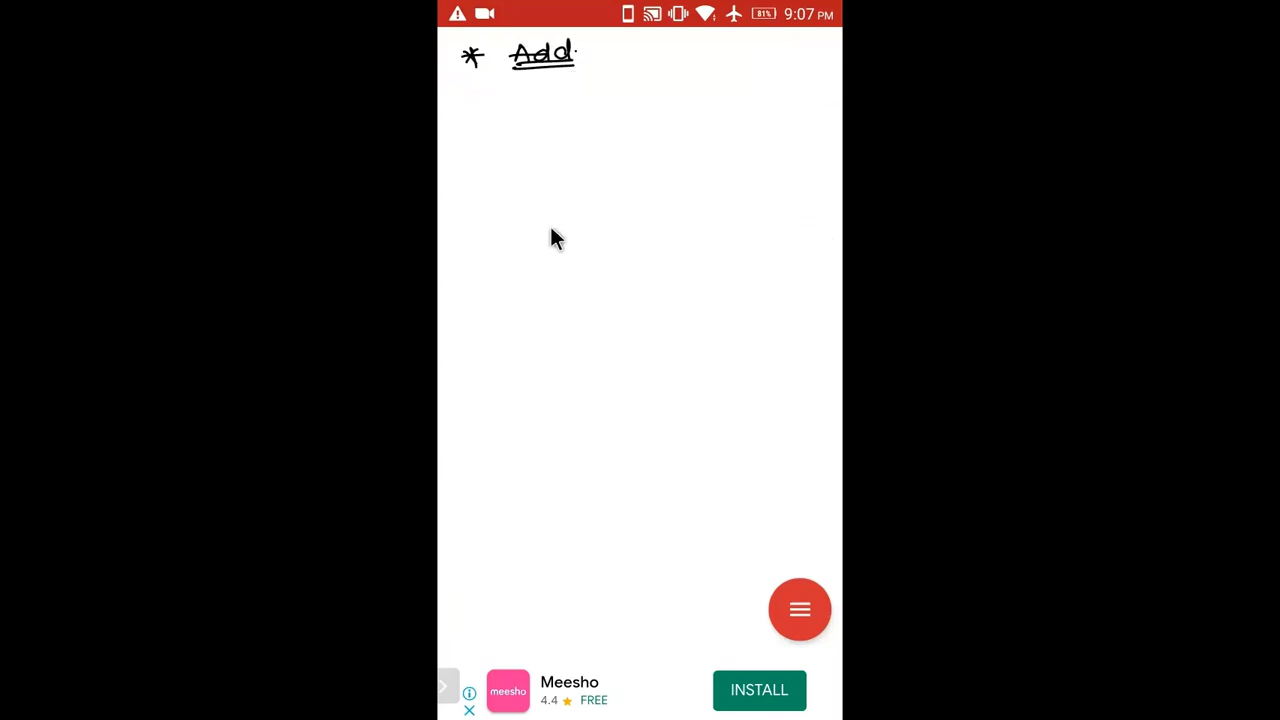 81% 9:07 PM
* Add.
Meesho
meesho
4.4 ★ FREE
INSTALL